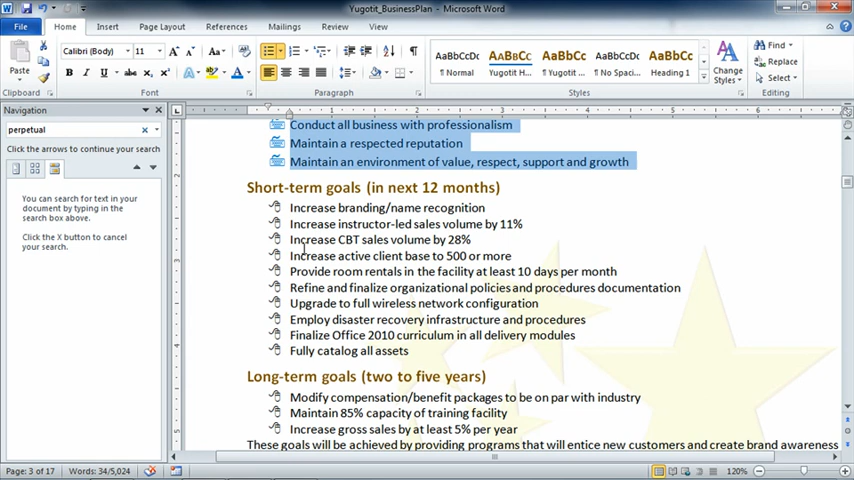 Yugotit_BusinessPlan - Microsoft Word
File Home Insert Page Layout References Mailings Review View
Paste
Calibri (Body) 11
Clipboard Font Paragraph Styles Editing
AaBbCcDc AABBCC AaBbCc AaBbCcDc AaBbCc
¶ Normal Yugotit H... ¶ Yugotit ... ¶ No Spaci... Heading 1
Change Styles
Find
Replace
Select
Navigation
perpetual
Click the arrows to continue your search
You can search for text in your
document by typing in the
search box above.
Click the X button to cancel
your search.
Conduct all business with professionalism
Maintain a respected reputation
Maintain an environment of value, respect, support and growth
Short-term goals (in next 12 months)
Increase branding/name recognition
Increase instructor-led sales volume by 11%
Increase CBT sales volume by 28%
Increase active client base to 500 or more
Provide room rentals in the facility at least 10 days per month
Refine and finalize organizational policies and procedures documentation
Upgrade to full wireless network configuration
Employ disaster recovery infrastructure and procedures
Finalize Office 2010 curriculum in all delivery modules
Fully catalog all assets
Long-term goals (two to five years)
Modify compensation/benefit packages to be on par with industry
Maintain 85% capacity of training facility
Increase gross sales by at least 5% per year
These goals will be achieved by providing programs that will entice new customers and create brand awareness
Page: 3 of 17 Words: 34/5,024 120%